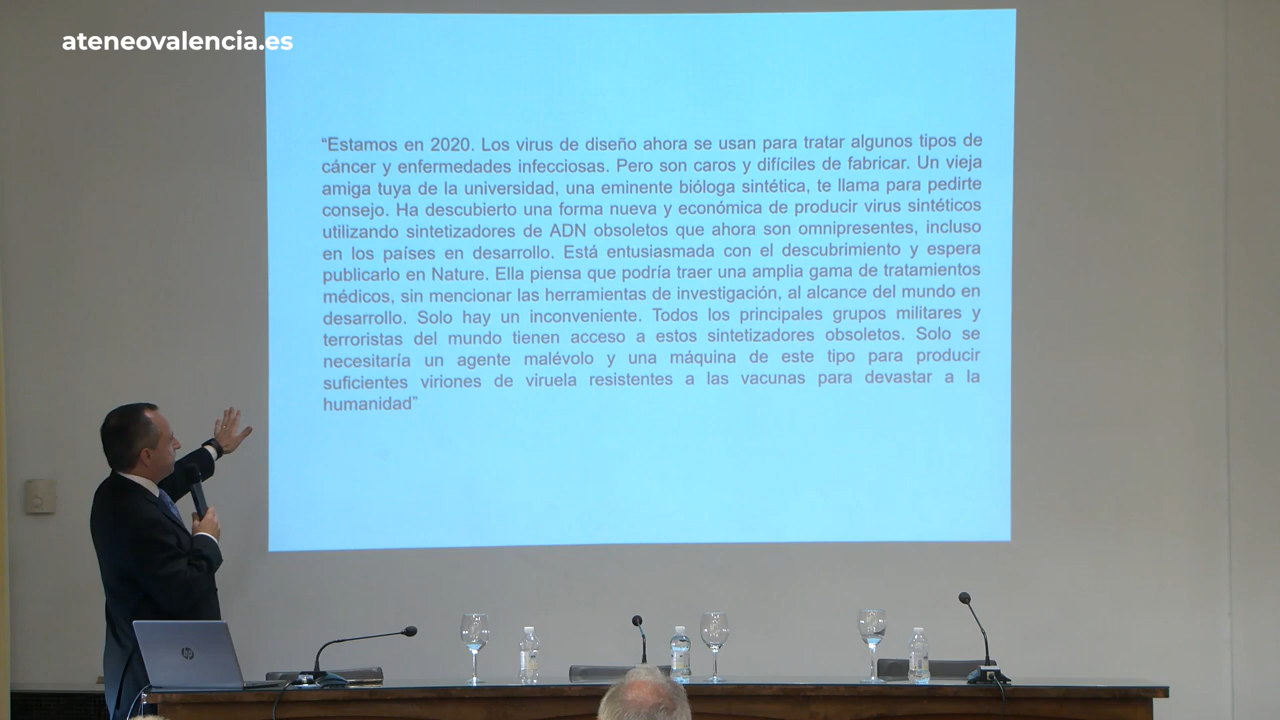 ateneovalencia.es
“Estamos en 2020. Los virus de diseño ahora se usan para tratar algunos tipos de
cáncer y enfermedades infecciosas. Pero son caros y difíciles de fabricar. Un vieja
amiga tuya de la universidad, una eminente bióloga sintética, te llama para pedirte
consejo. Ha descubierto una forma nueva y económica de producir virus sintéticos
utilizando sintetizadores de ADN obsoletos que ahora son omnipresentes, incluso
en los países en desarrollo. Está entusiasmada con el descubrimiento y espera
publicarlo en Nature. Ella piensa que podría traer una amplia gama de tratamientos
médicos, sin mencionar las herramientas de investigación, al alcance del mundo en
desarrollo. Solo hay un inconveniente. Todos los principales grupos militares y
terroristas del mundo tienen acceso a estos sintetizadores obsoletos. Solo se
necesitaría un agente malévolo y una máquina de este tipo para producir
suficientes viriones de viruela resistentes a las vacunas para devastar a la
humanidad”
hp